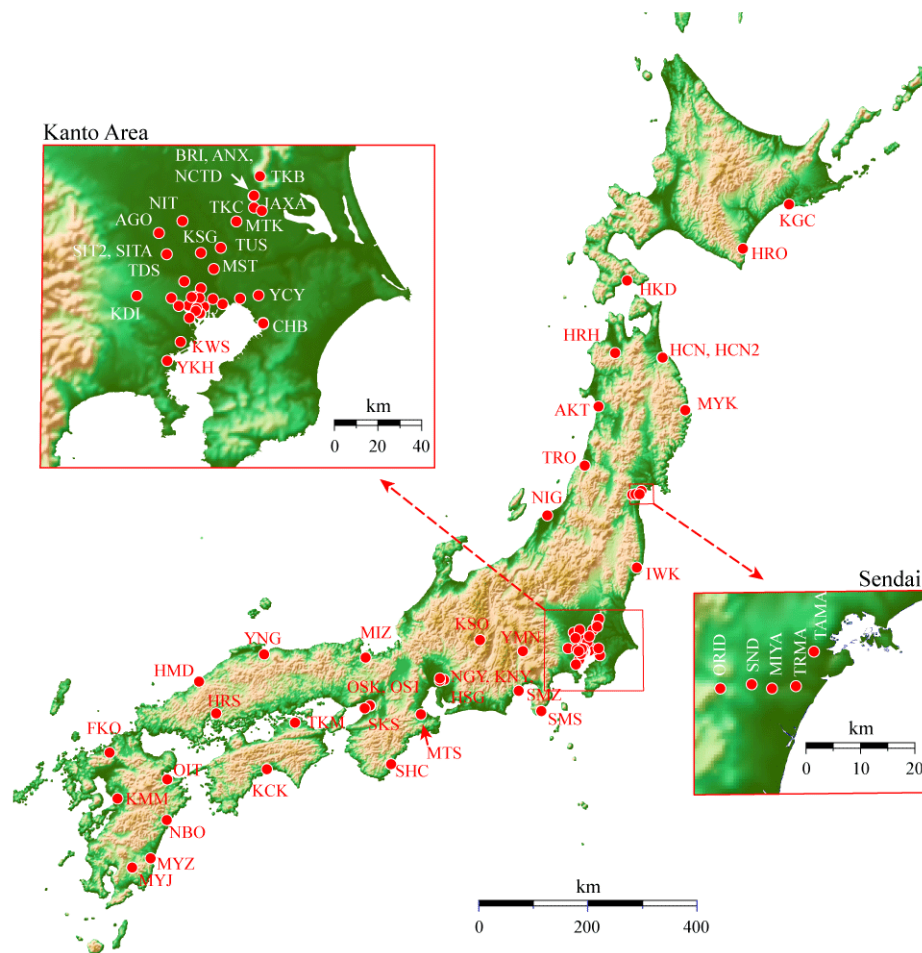 Kanto Area
BRI, ANX,
NCTD
TKB
NIT
TKC
JAXA
AGO
MTK
KSG
TUS
SIT2, SITA
TDS
MST
KDI
YCY
CHB
KWS
YKH
km
0 20 40
KGC
HRO
HKD
HRH
HCN, HCN2
AKT
MYK
TRO
NIG
IWK
Sendai
ORID
SND
MIYA
TRMA
TAMA
km
0 10 20
KSO
YMN
YNG
MIZ
HMD
NGY, KNY
OSK, OSJ
HSG
SMZ
HRS
SMS
FKO
TKM
SKS
MTS
OIT
KCK
SHC
KMM
NBO
MYZ
MYJ
km
0 200 400